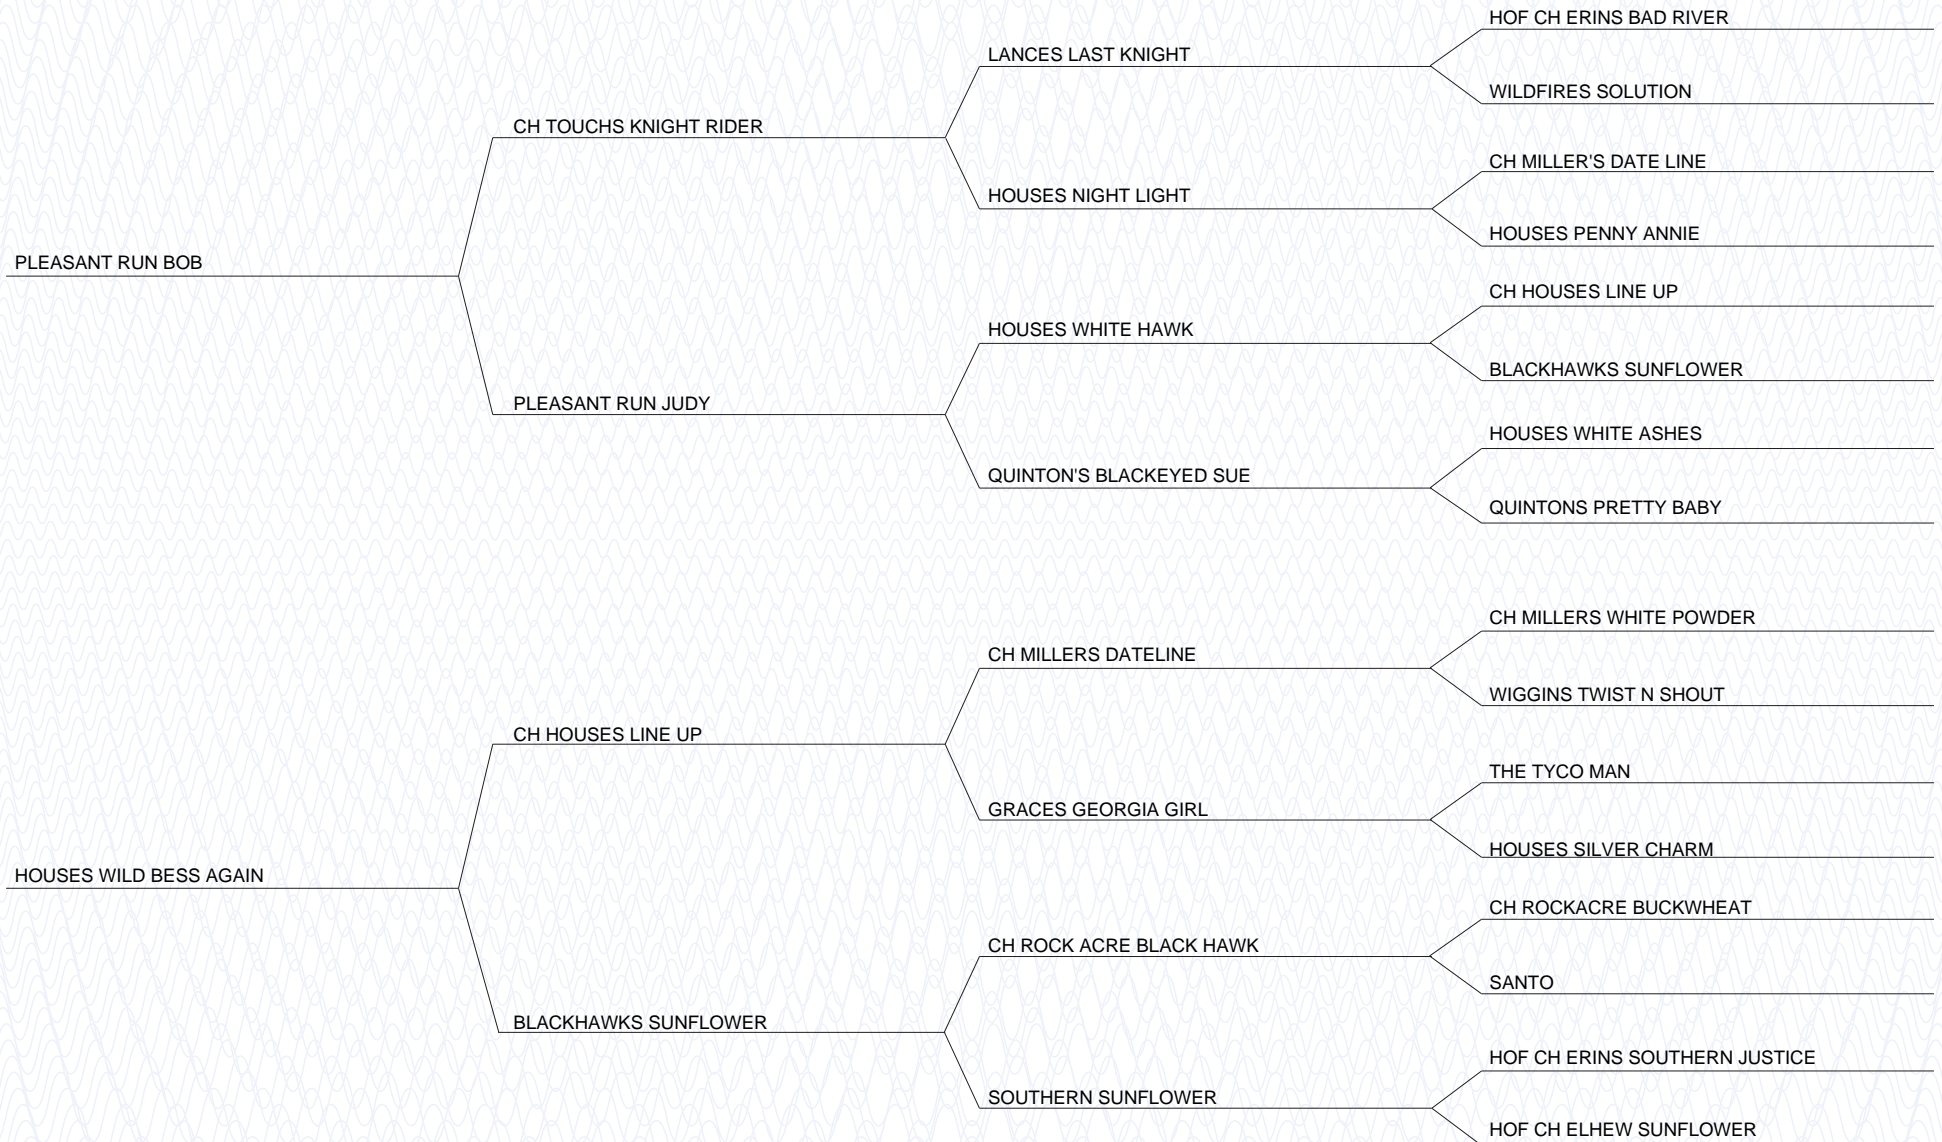 HOF CH ERINS BAD RIVER
LANCES LAST KNIGHT
WILDFIRES SOLUTION
CH TOUCHS KNIGHT RIDER
CH MILLER'S DATE LINE
HOUSES NIGHT LIGHT
HOUSES PENNY ANNIE
PLEASANT RUN BOB
CH HOUSES LINE UP
HOUSES WHITE HAWK
BLACKHAWKS SUNFLOWER
PLEASANT RUN JUDY
HOUSES WHITE ASHES
QUINTON'S BLACKEYED SUE
QUINTONS PRETTY BABY
CH MILLERS WHITE POWDER
CH MILLERS DATELINE
WIGGINS TWIST N SHOUT
CH HOUSES LINE UP
THE TYCO MAN
GRACES GEORGIA GIRL
HOUSES SILVER CHARM
HOUSES WILD BESS AGAIN
CH ROCKACRE BUCKWHEAT
CH ROCK ACRE BLACK HAWK
SANTO
BLACKHAWKS SUNFLOWER
HOF CH ERINS SOUTHERN JUSTICE
SOUTHERN SUNFLOWER
HOF CH ELHEW SUNFLOWER